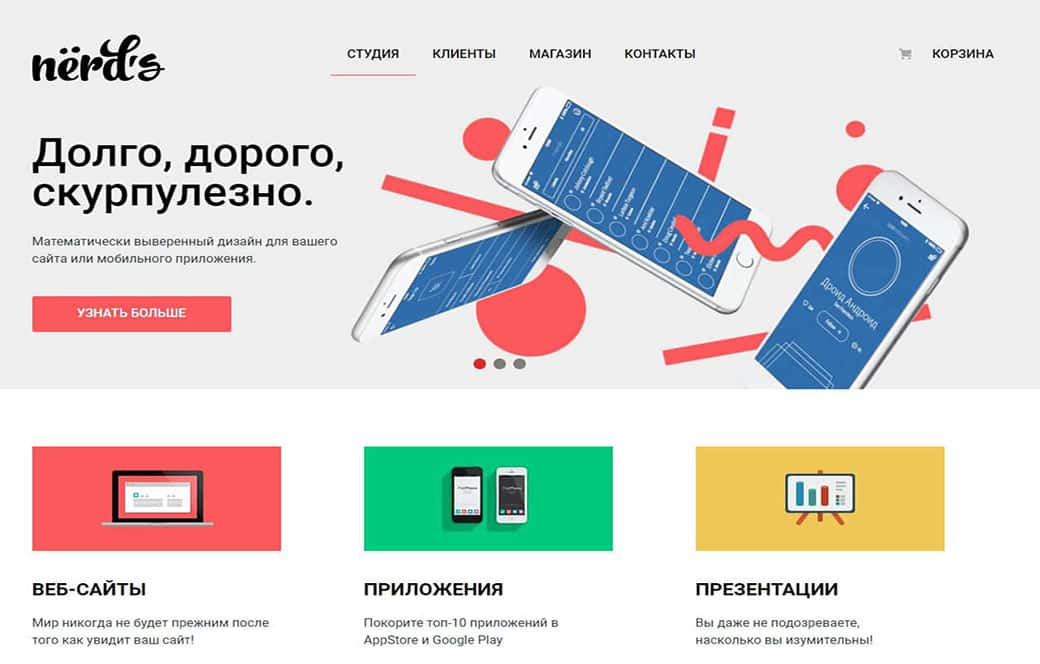 nërd's
СТУДИЯ КЛИЕНТЫ МАГАЗИН КОНТАКТЫ КОРЗИНА
Долго, дорого,
скурпулезно.
Математически выверенный дизайн для вашего
сайта или мобильного приложения.
УЗНАТЬ БОЛЬШЕ
Дроид Андроид
ВЕБ-САЙТЫ
Мир никогда не будет прежним после
того как увидит ваш сайт!
ПРИЛОЖЕНИЯ
Покорите топ-10 приложений в
AppStore и Google Play
ПРЕЗЕНТАЦИИ
Вы даже не подозреваете,
насколько вы изумительны!